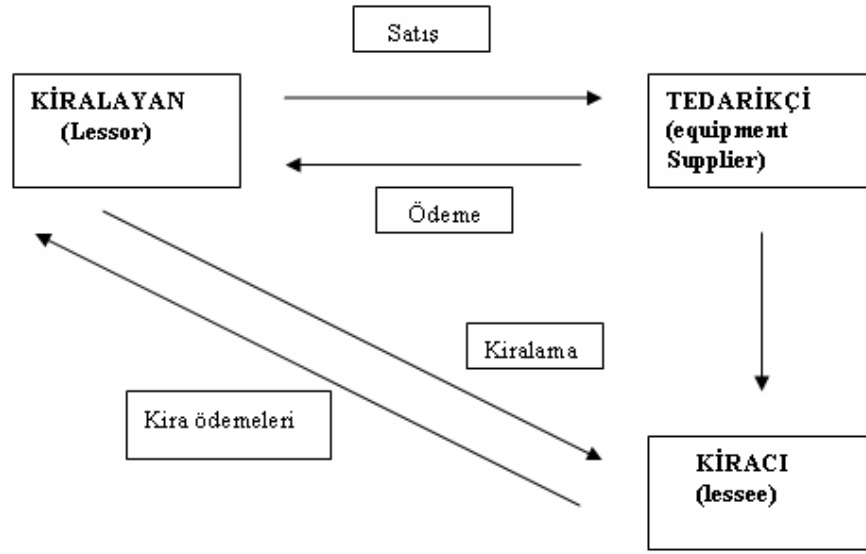 Satış
KİRALAYAN
(Lessor)
TEDARİKÇİ
(equipment
Supplier)
Ödeme
Kiralama
Kira ödemeleri
KİRACI
(lessee)